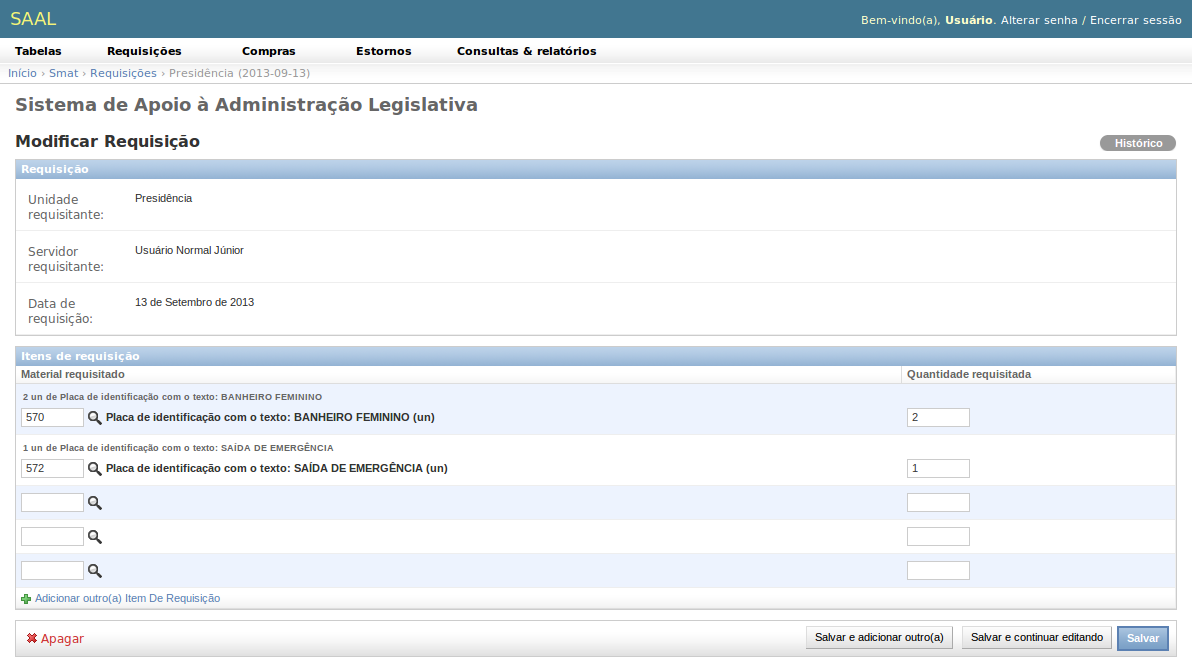 SAAL
Bem-vindo(a), Usuário. Alterar senha / Encerrar sessão
Tabelas Requisições Compras Estornos Consultas & relatórios
Início › Smat › Requisições › Presidência (2013-09-13)
Sistema de Apoio à Administração Legislativa
Modificar Requisição
Histórico
Requisição
Unidade requisitante: Presidência
Servidor requisitante: Usuário Normal Júnior
Data de requisição: 13 de Setembro de 2013
Itens de requisição
Material requisitado Quantidade requisitada
2 un de Placa de identificação com o texto: BANHEIRO FEMININO
570 Placa de identificação com o texto: BANHEIRO FEMININO (un) 2
1 un de Placa de identificação com o texto: SAÍDA DE EMERGÊNCIA
572 Placa de identificação com o texto: SAÍDA DE EMERGÊNCIA (un) 1
Adicionar outro(a) Item De Requisição
Apagar Salvar e adicionar outro(a) Salvar e continuar editando Salvar